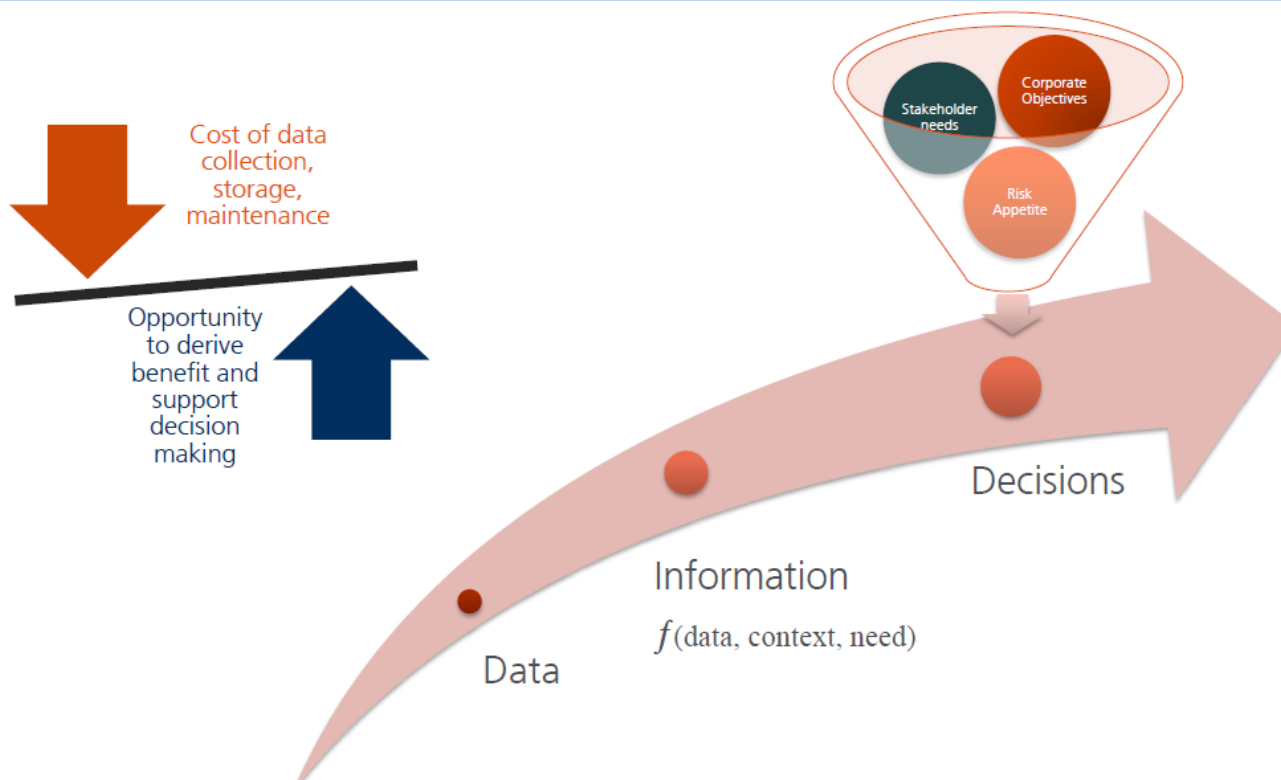 Cost of data
collection,
storage,
maintenance
Opportunity
to derive
benefit and
support
decision
making
Stakeholder
needs
Corporate
Objectives
Risk
Appetite
Decisions
Information
f(data, context, need)
Data